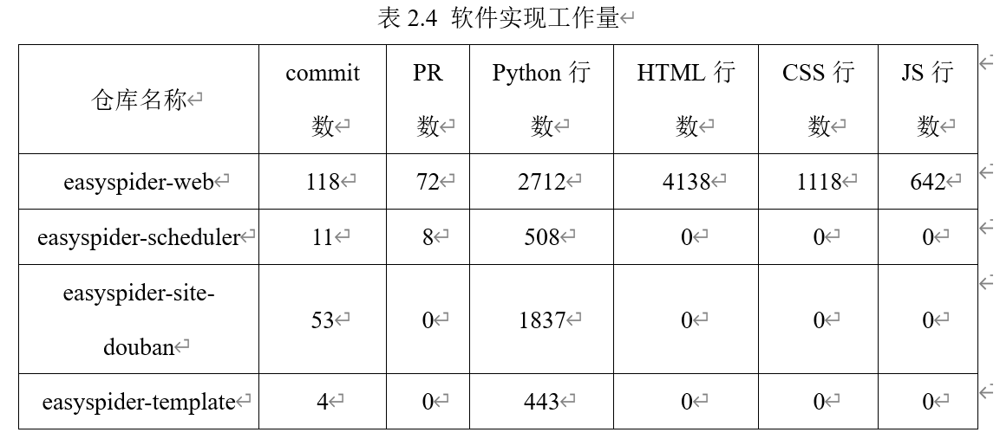 表 2.4 软件实现工作量
仓库名称 commit 数 PR 数 Python 行数 HTML 行数 CSS 行数 JS 行数
easyspider-web 118 72 2712 4138 1118 642
easyspider-scheduler 11 8 508 0 0 0
easyspider-site-douban 53 0 1837 0 0 0
easyspider-template 4 0 443 0 0 0